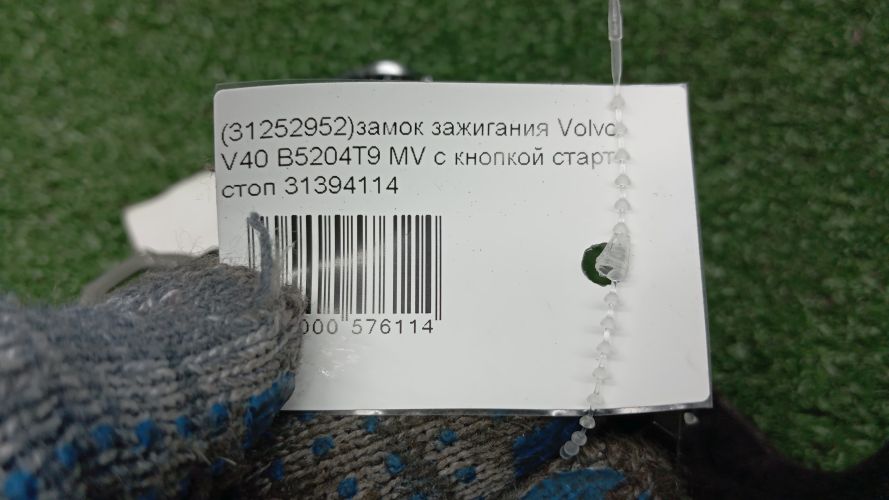 (31252952)замок зажигания Volvo
V40 B5204T9 MV с кнопкой старт
стоп 31394114
000 576114